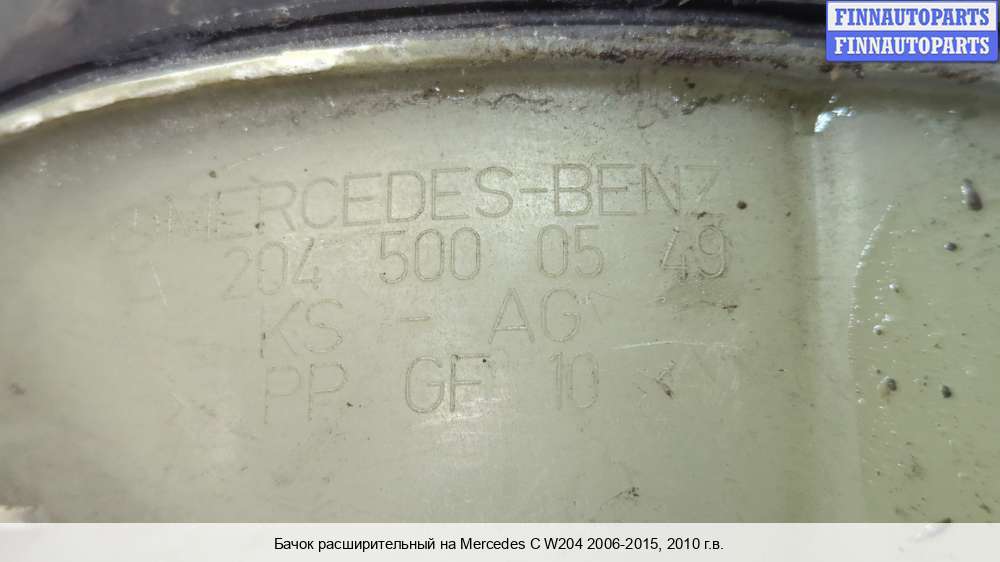 FINNAUTOPARTS
FINNAUTOPARTS
MERCEDES-BENZ
204 500 05 49
KS - AG
PP GF 10
Бачок расширительный на Mercedes C W204 2006-2015, 2010 г.в.